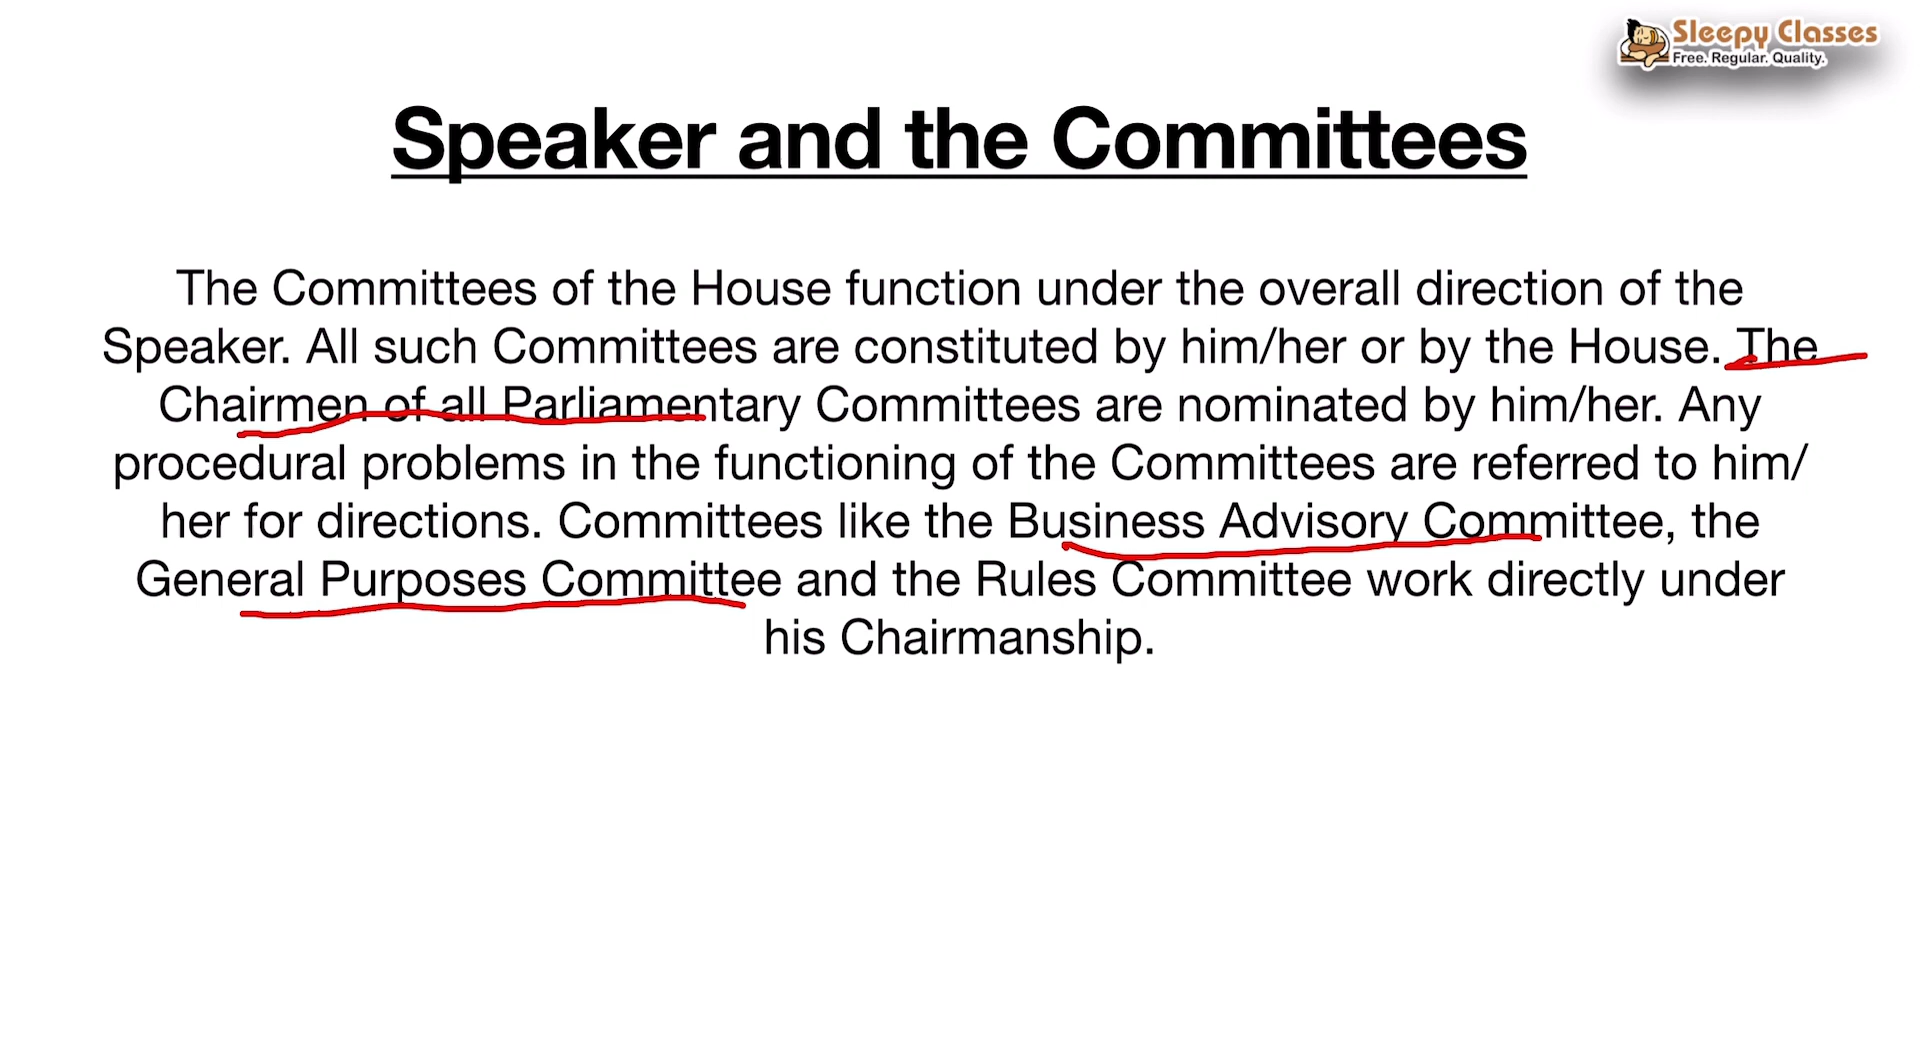 Sleepy Classes
Free. Regular. Quality.
Speaker and the Committees
The Committees of the House function under the overall direction of the
Speaker. All such Committees are constituted by him/her or by the House. The
Chairmen of all Parliamentary Committees are nominated by him/her. Any
procedural problems in the functioning of the Committees are referred to him/
her for directions. Committees like the Business Advisory Committee, the
General Purposes Committee and the Rules Committee work directly under
his Chairmanship.